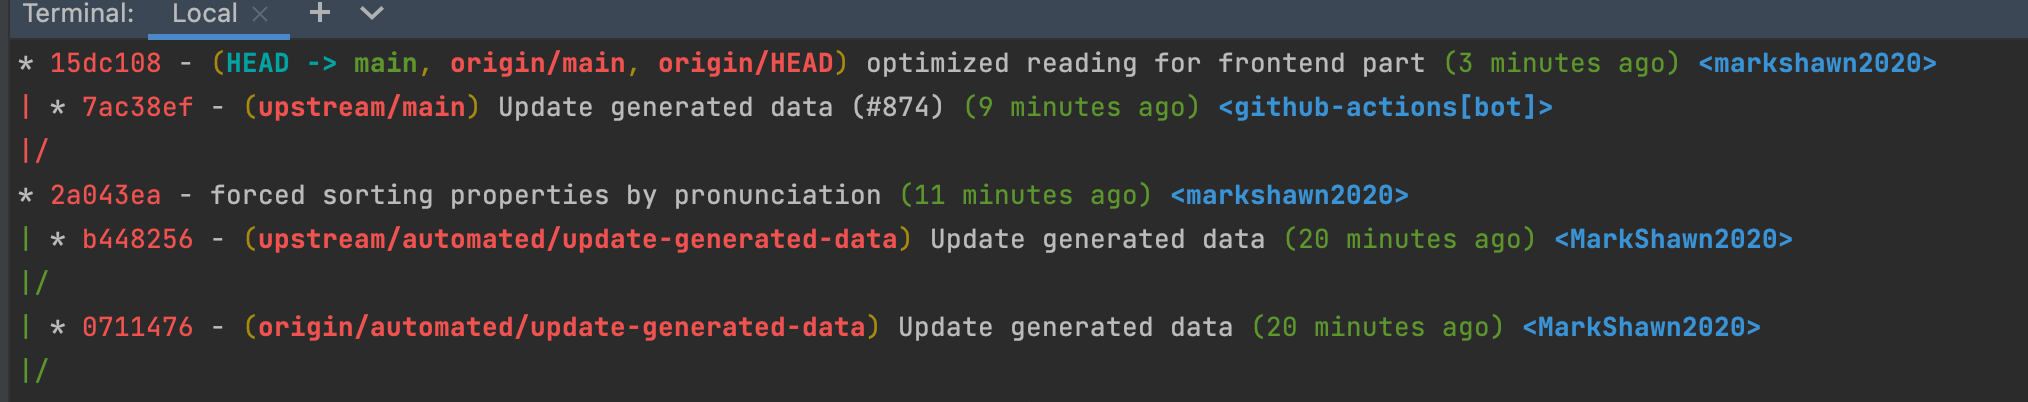 Terminal: Local × + ⌄
* 15dc108 - (HEAD -> main, origin/main, origin/HEAD) optimized reading for frontend part (3 minutes ago) <markshawn2020>
| * 7ac38ef - (upstream/main) Update generated data (#874) (9 minutes ago) <github-actions[bot]>
|/
* 2a043ea - forced sorting properties by pronunciation (11 minutes ago) <markshawn2020>
| * b448256 - (upstream/automated/update-generated-data) Update generated data (20 minutes ago) <MarkShawn2020>
|/
| * 0711476 - (origin/automated/update-generated-data) Update generated data (20 minutes ago) <MarkShawn2020>
|/